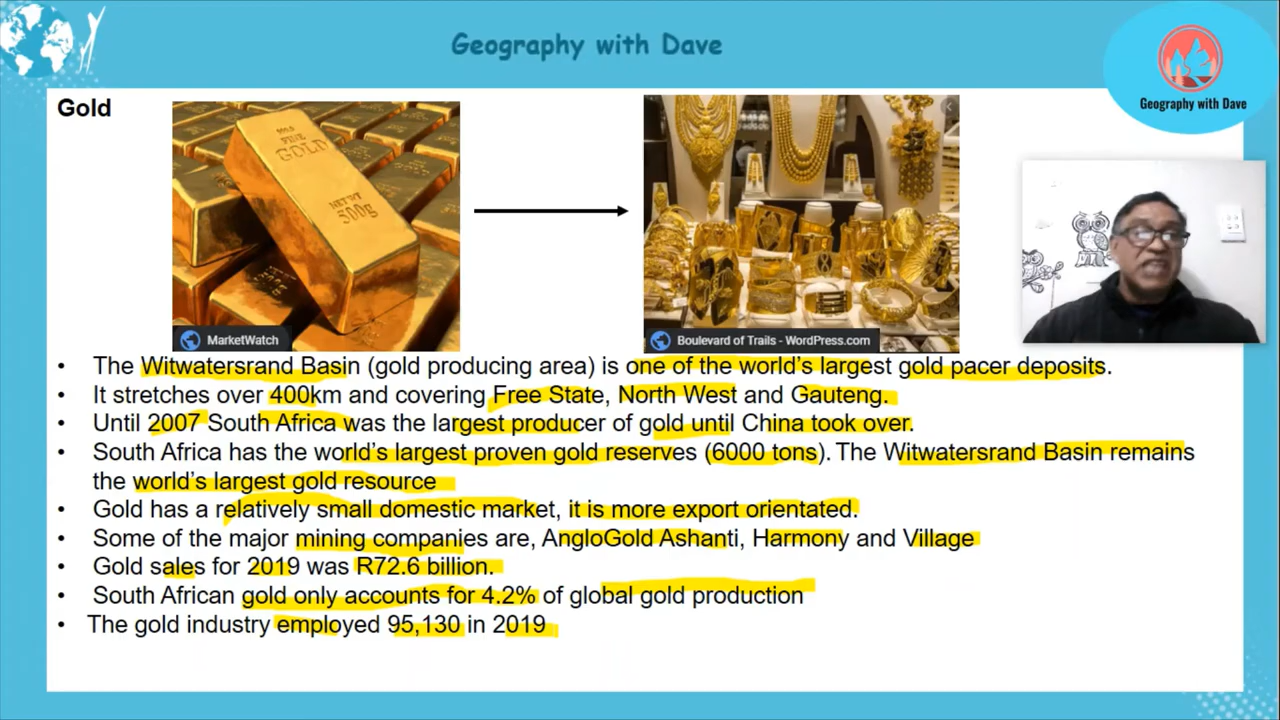 Geography with Dave
Geography with Dave
Gold
FINE
GOLD
NET WT
500g
MarketWatch
Boulevard of Trails - WordPress.com
• The Witwatersrand Basin (gold producing area) is one of the world's largest gold pacer deposits.
• It stretches over 400km and covering Free State, North West and Gauteng.
• Until 2007 South Africa was the largest producer of gold until China took over.
• South Africa has the world's largest proven gold reserves (6000 tons). The Witwatersrand Basin remains
the world's largest gold resource
• Gold has a relatively small domestic market, it is more export orientated.
• Some of the major mining companies are, AngloGold Ashanti, Harmony and Village
• Gold sales for 2019 was R72.6 billion.
• South African gold only accounts for 4.2% of global gold production
• The gold industry employed 95,130 in 2019